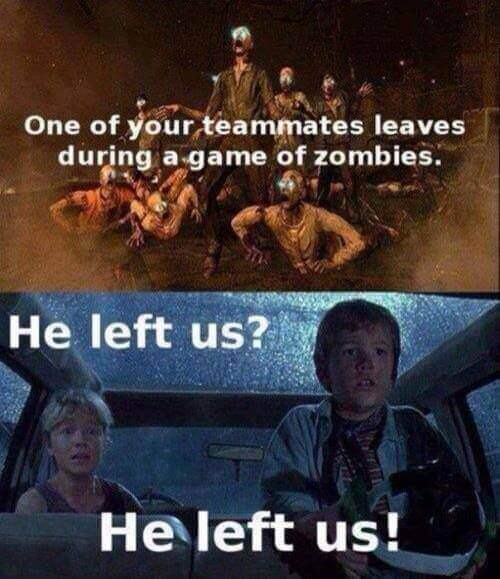 One of your teammates leaves
during a game of zombies.
He left us?
He left us!